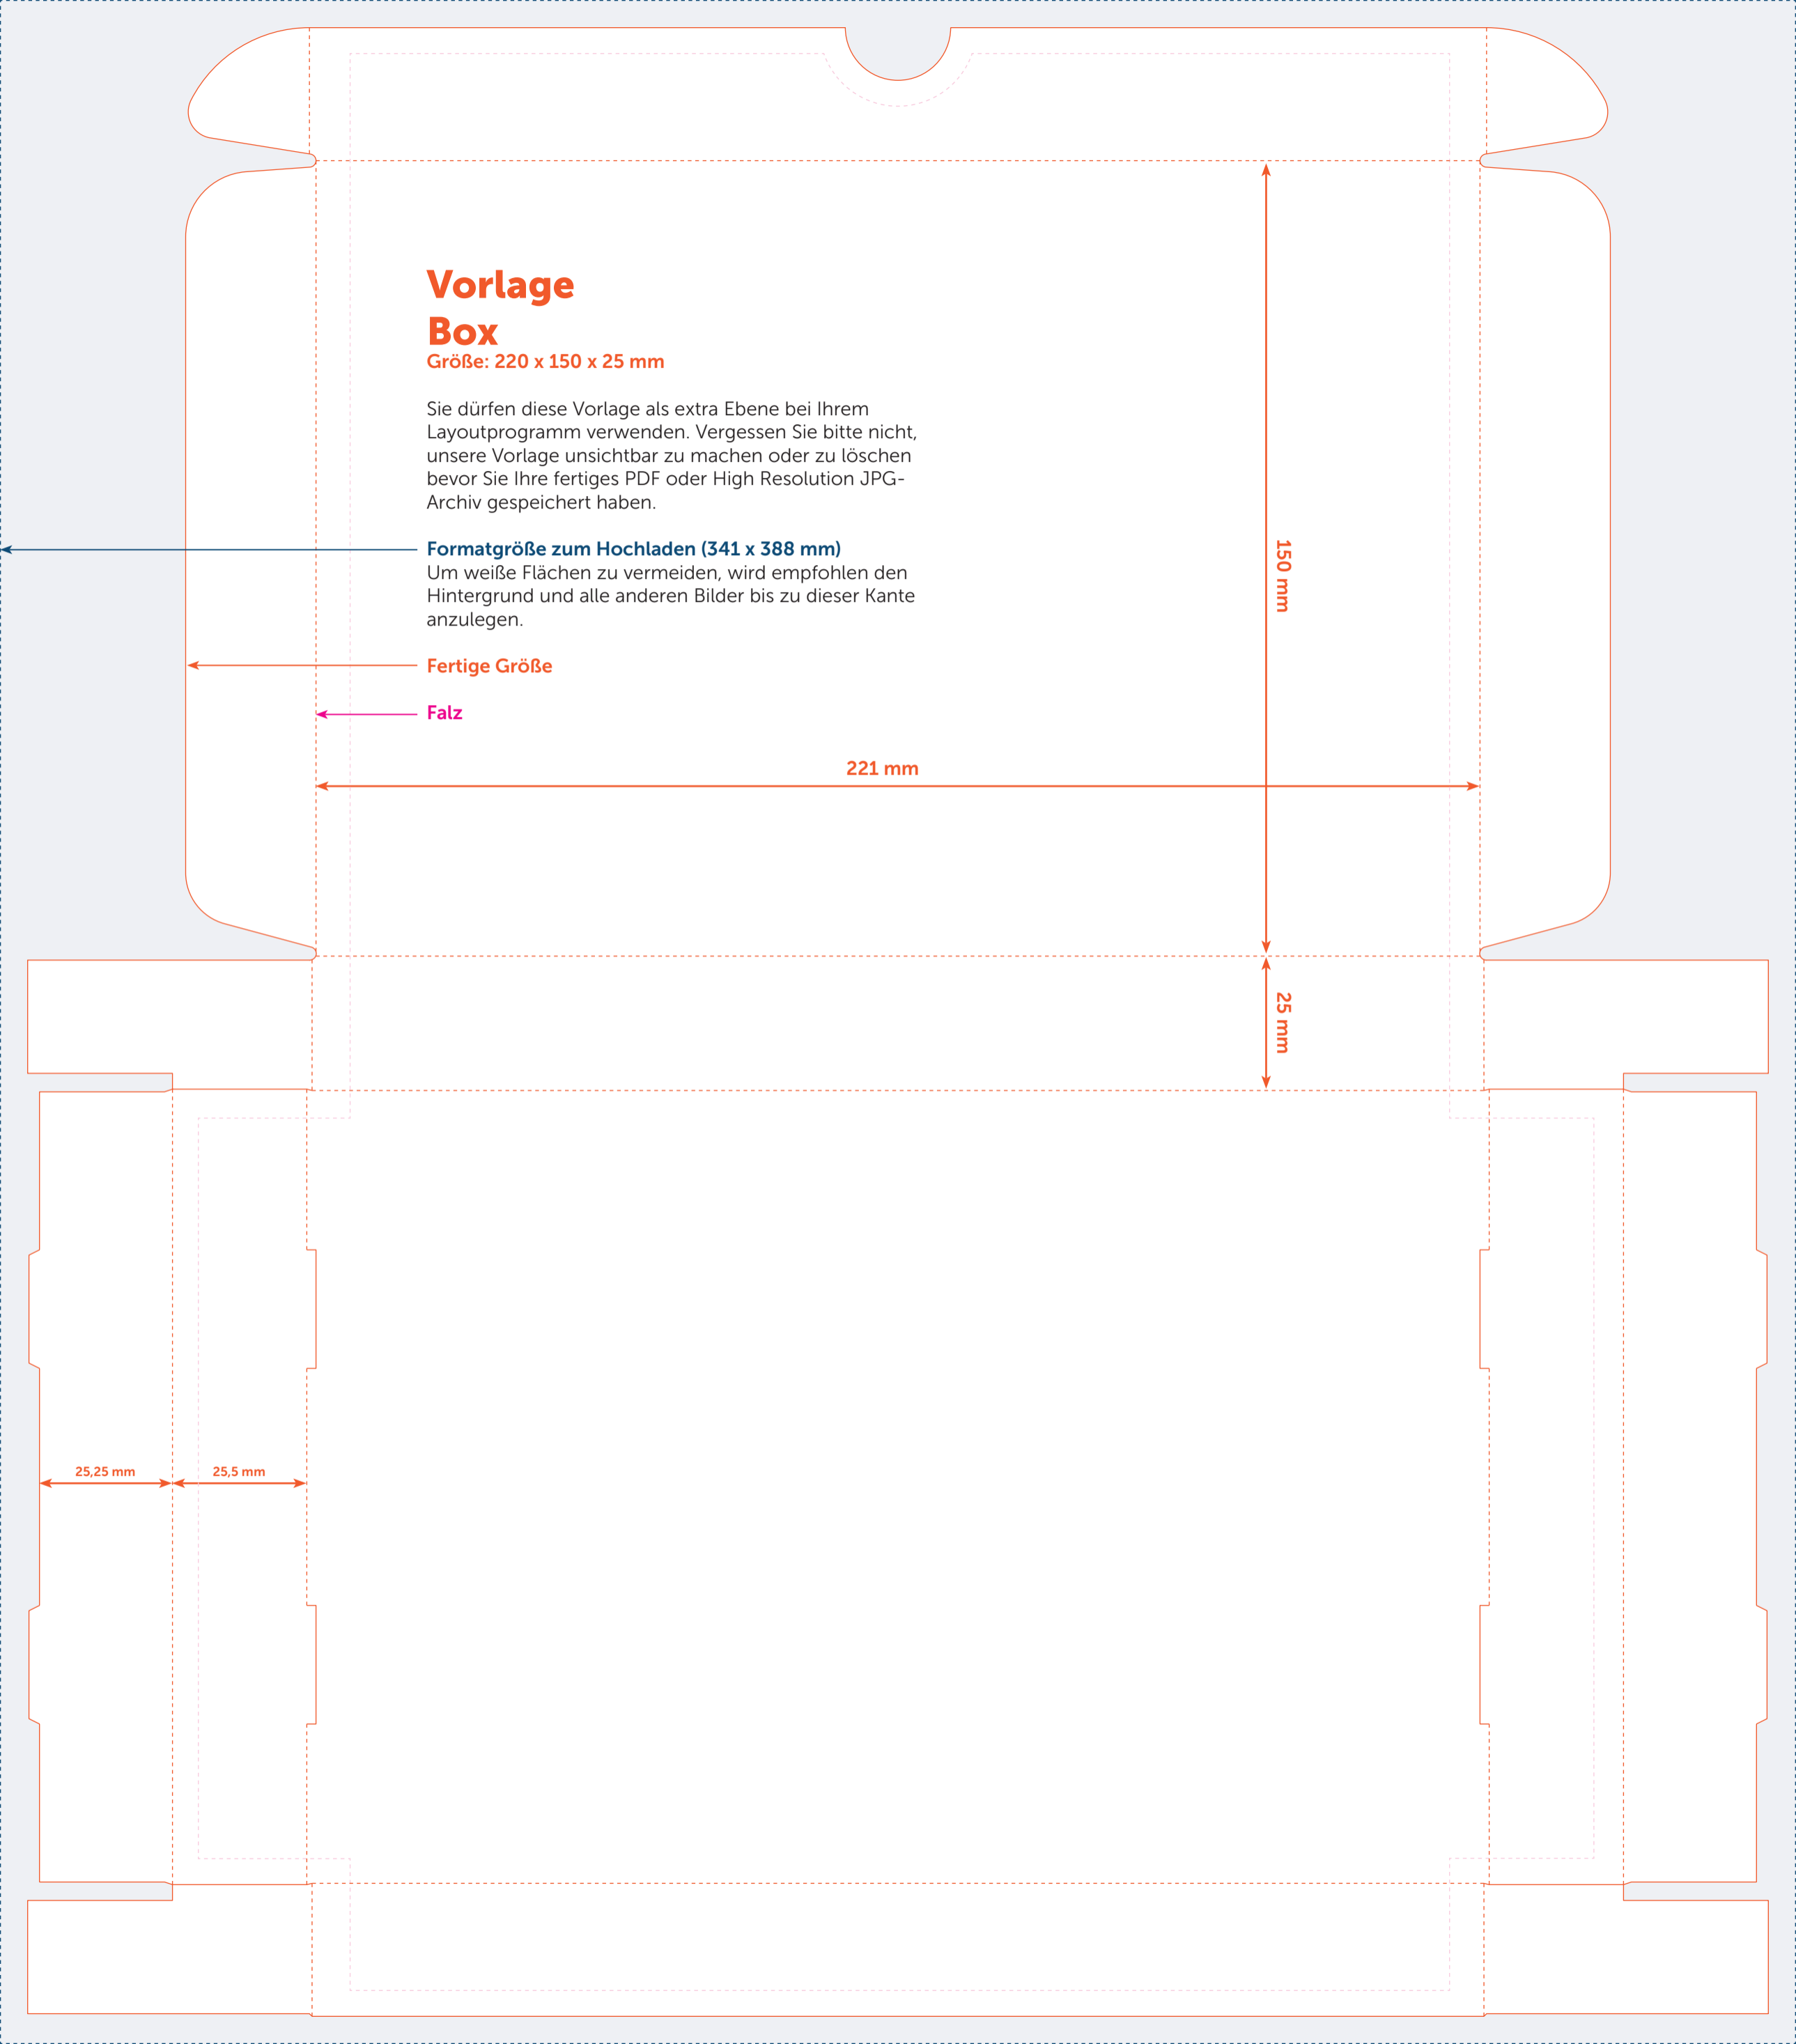 Vorlage
Box
Größe: 220 x 150 x 25 mm
Sie dürfen diese Vorlage als extra Ebene bei Ihrem
Layoutprogramm verwenden. Vergessen Sie bitte nicht,
unsere Vorlage unsichtbar zu machen oder zu löschen
bevor Sie Ihre fertiges PDF oder High Resolution JPG-
Archiv gespeichert haben.
Formatgröße zum Hochladen (341 x 388 mm)
Um weiße Flächen zu vermeiden, wird empfohlen den
Hintergrund und alle anderen Bilder bis zu dieser Kante
anzulegen.
Fertige Größe
Falz
150 mm
221 mm
25 mm
25,25 mm
25,5 mm